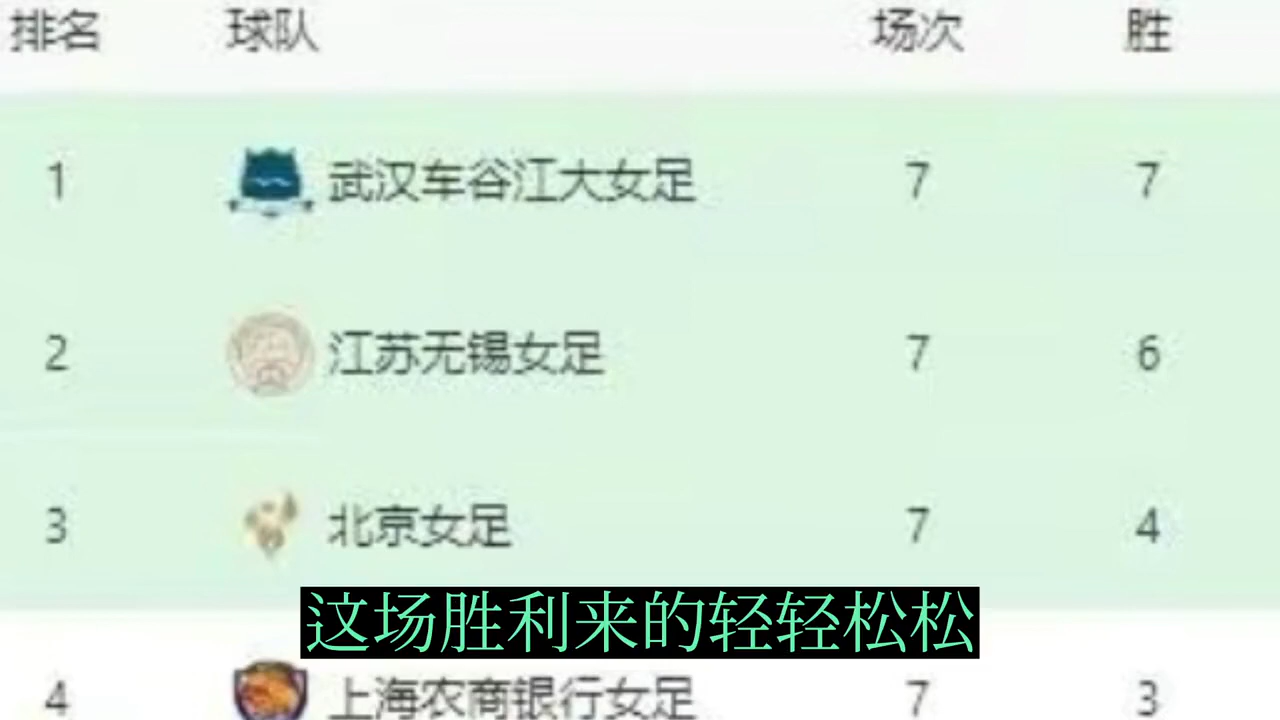 排名 球队 场次 胜
1 武汉车谷江大女足 7 7
2 江苏无锡女足 7 6
3 北京女足 7 4
这场胜利来的轻轻松松
4 上海农商银行女足 7 3